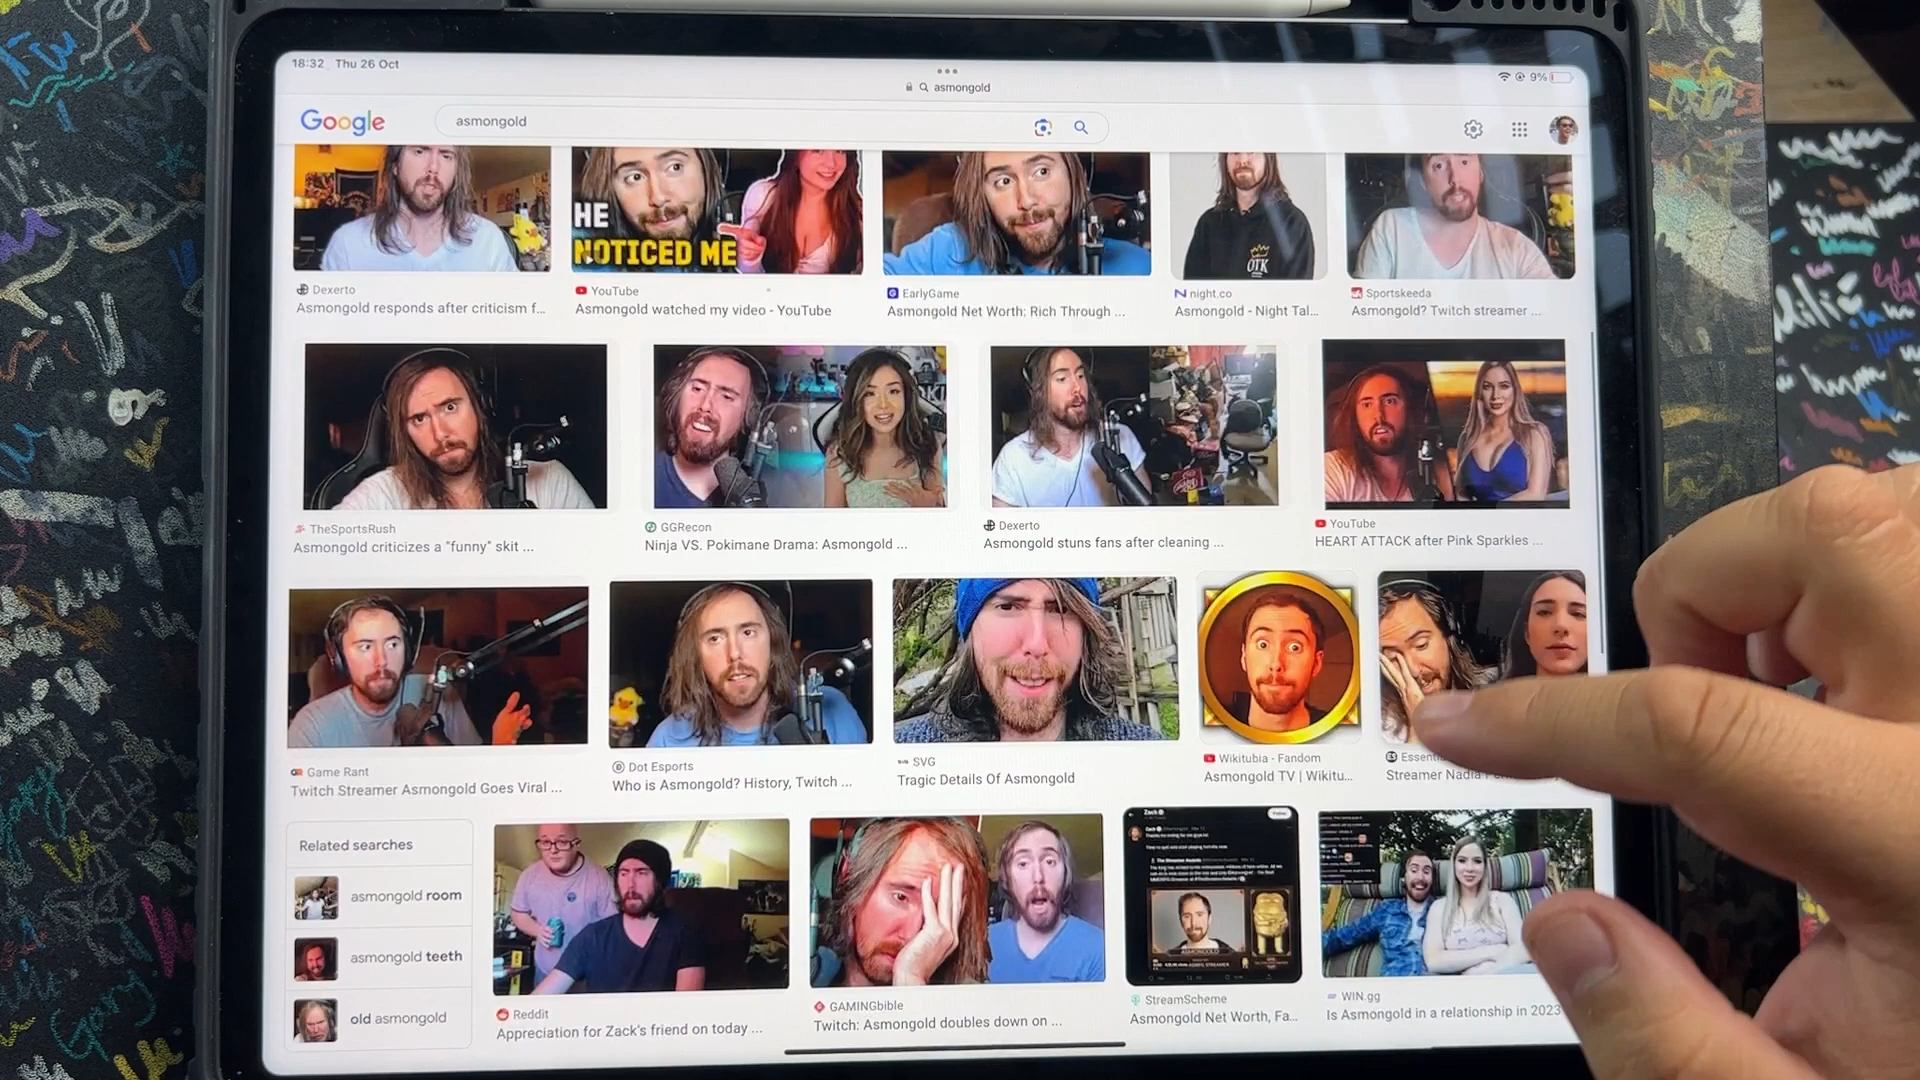 18:32 Thu 26 Oct
9%
asmongold
Google
asmongold
HE
NOTICED ME
OTK
Dexerto
Asmongold responds after criticism f...
YouTube
Asmongold watched my video - YouTube
EarlyGame
Asmongold Net Worth: Rich Through ...
night.co
Asmongold - Night Tal...
Sportskeeda
Asmongold? Twitch streamer ...
TheSportsRush
Asmongold criticizes a "funny" skit ...
GGRecon
Ninja VS. Pokimane Drama: Asmongold ...
Dexerto
Asmongold stuns fans after cleaning ...
YouTube
HEART ATTACK after Pink Sparkles ...
Game Rant
Twitch Streamer Asmongold Goes Viral ...
Dot Esports
Who is Asmongold? History, Twitch ...
SVG
Tragic Details Of Asmongold
Wikitubia - Fandom
Asmongold TV | Wikitu...
Streamer Nadia
Related searches
asmongold room
asmongold teeth
old asmongold
Zack
Reddit
Appreciation for Zack's friend on today ...
GAMINGbible
Twitch: Asmongold doubles down on ...
StreamScheme
Asmongold Net Worth, Fa...
WIN.gg
Is Asmongold in a relationship in 2023